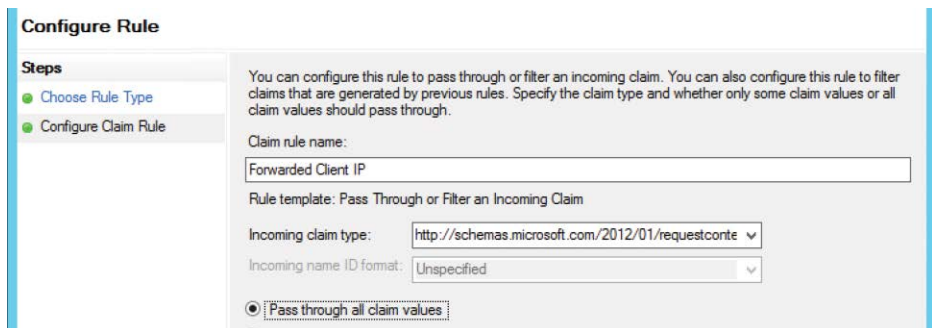 Configure Rule
Steps
Choose Rule Type
Configure Claim Rule
You can configure this rule to pass through or filter an incoming claim. You can also configure this rule to filter
claims that are generated by previous rules. Specify the claim type and whether only some claim values or all
claim values should pass through.
Claim rule name:
Forwarded Client IP
Rule template: Pass Through or Filter an Incoming Claim
Incoming claim type: http://schemas.microsoft.com/2012/01/requestconte
Incoming name ID format: Unspecified
Pass through all claim values